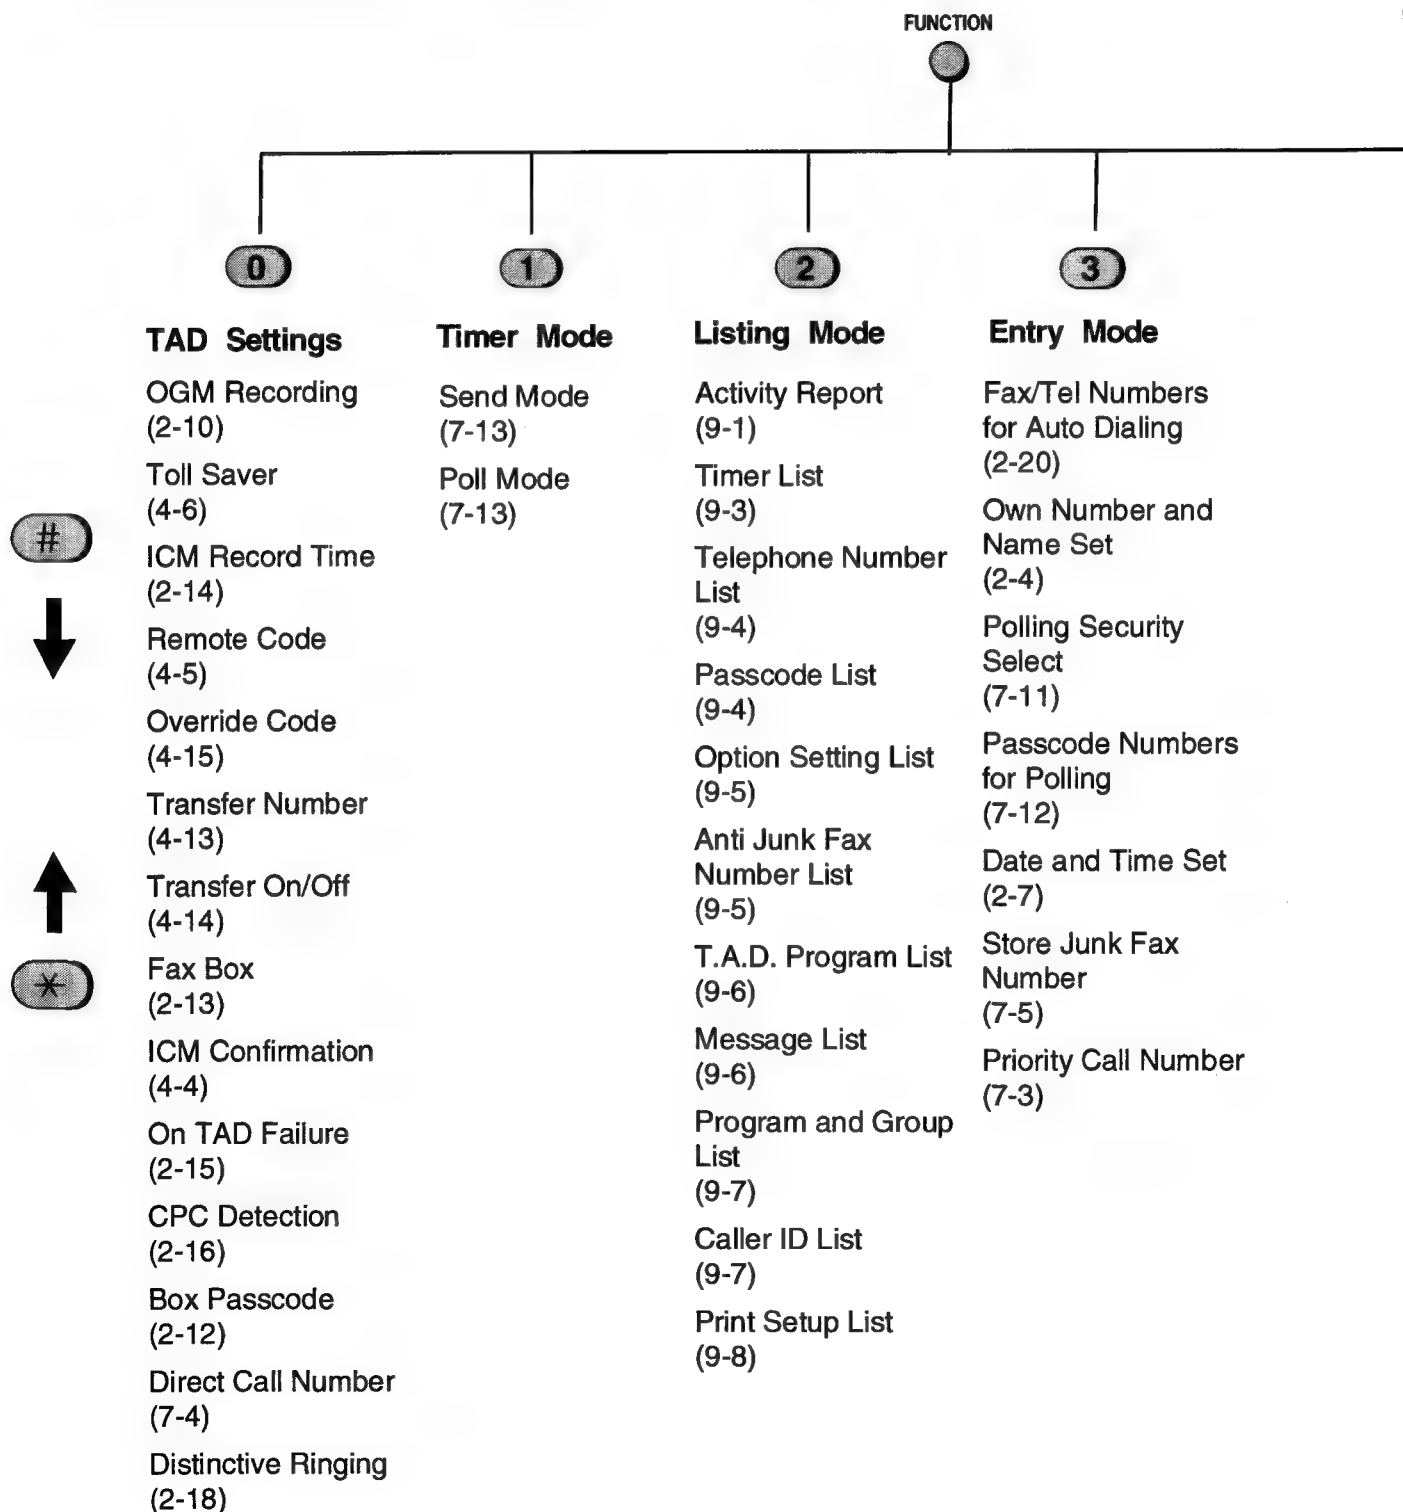 FUNCTION
0
TAD Settings
OGM Recording
(2-10)
Toll Saver
(4-6)
ICM Record Time
(2-14)
Remote Code
(4-5)
Override Code
(4-15)
Transfer Number
(4-13)
Transfer On/Off
(4-14)
Fax Box
(2-13)
ICM Confirmation
(4-4)
On TAD Failure
(2-15)
CPC Detection
(2-16)
Box Passcode
(2-12)
Direct Call Number
(7-4)
Distinctive Ringing
(2-18)
1
Timer Mode
Send Mode
(7-13)
Poll Mode
(7-13)
2
Listing Mode
Activity Report
(9-1)
Timer List
(9-3)
Telephone Number
List
(9-4)
Passcode List
(9-4)
Option Setting List
(9-5)
Anti Junk Fax
Number List
(9-5)
T.A.D. Program List
(9-6)
Message List
(9-6)
Program and Group
List
(9-7)
Caller ID List
(9-7)
Print Setup List
(9-8)
3
Entry Mode
Fax/Tel Numbers
for Auto Dialing
(2-20)
Own Number and
Name Set
(2-4)
Polling Security
Select
(7-11)
Passcode Numbers
for Polling
(7-12)
Date and Time Set
(2-7)
Store Junk Fax
Number
(7-5)
Priority Call Number
(7-3)
#
*